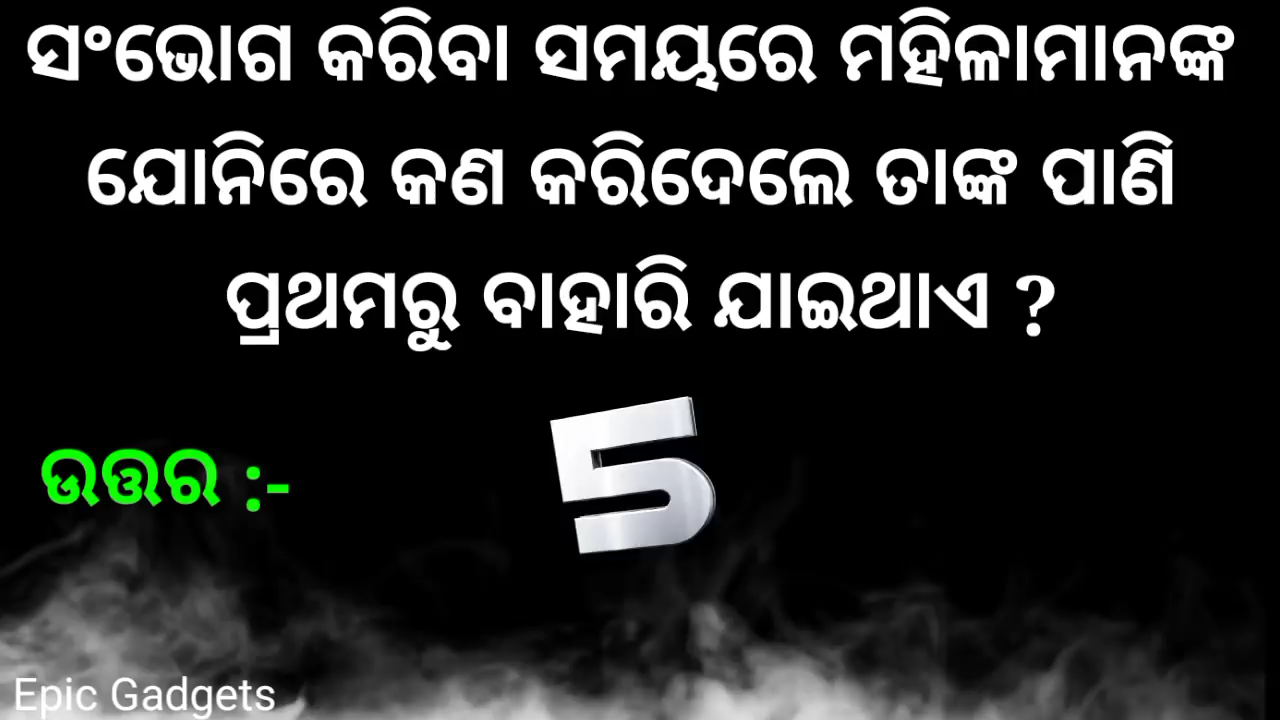 ସଂଭୋଗ କରିବା ସମୟରେ ମହିଳାମାନଙ୍କ
ଯୋନିରେ କଣ କରିଦେଲେ ତାଙ୍କ ପାଣି
ପ୍ରଥମରୁ ବାହାରି ଯାଇଥାଏ ?
5
ଉତ୍ତର :-
Epic Gadgets